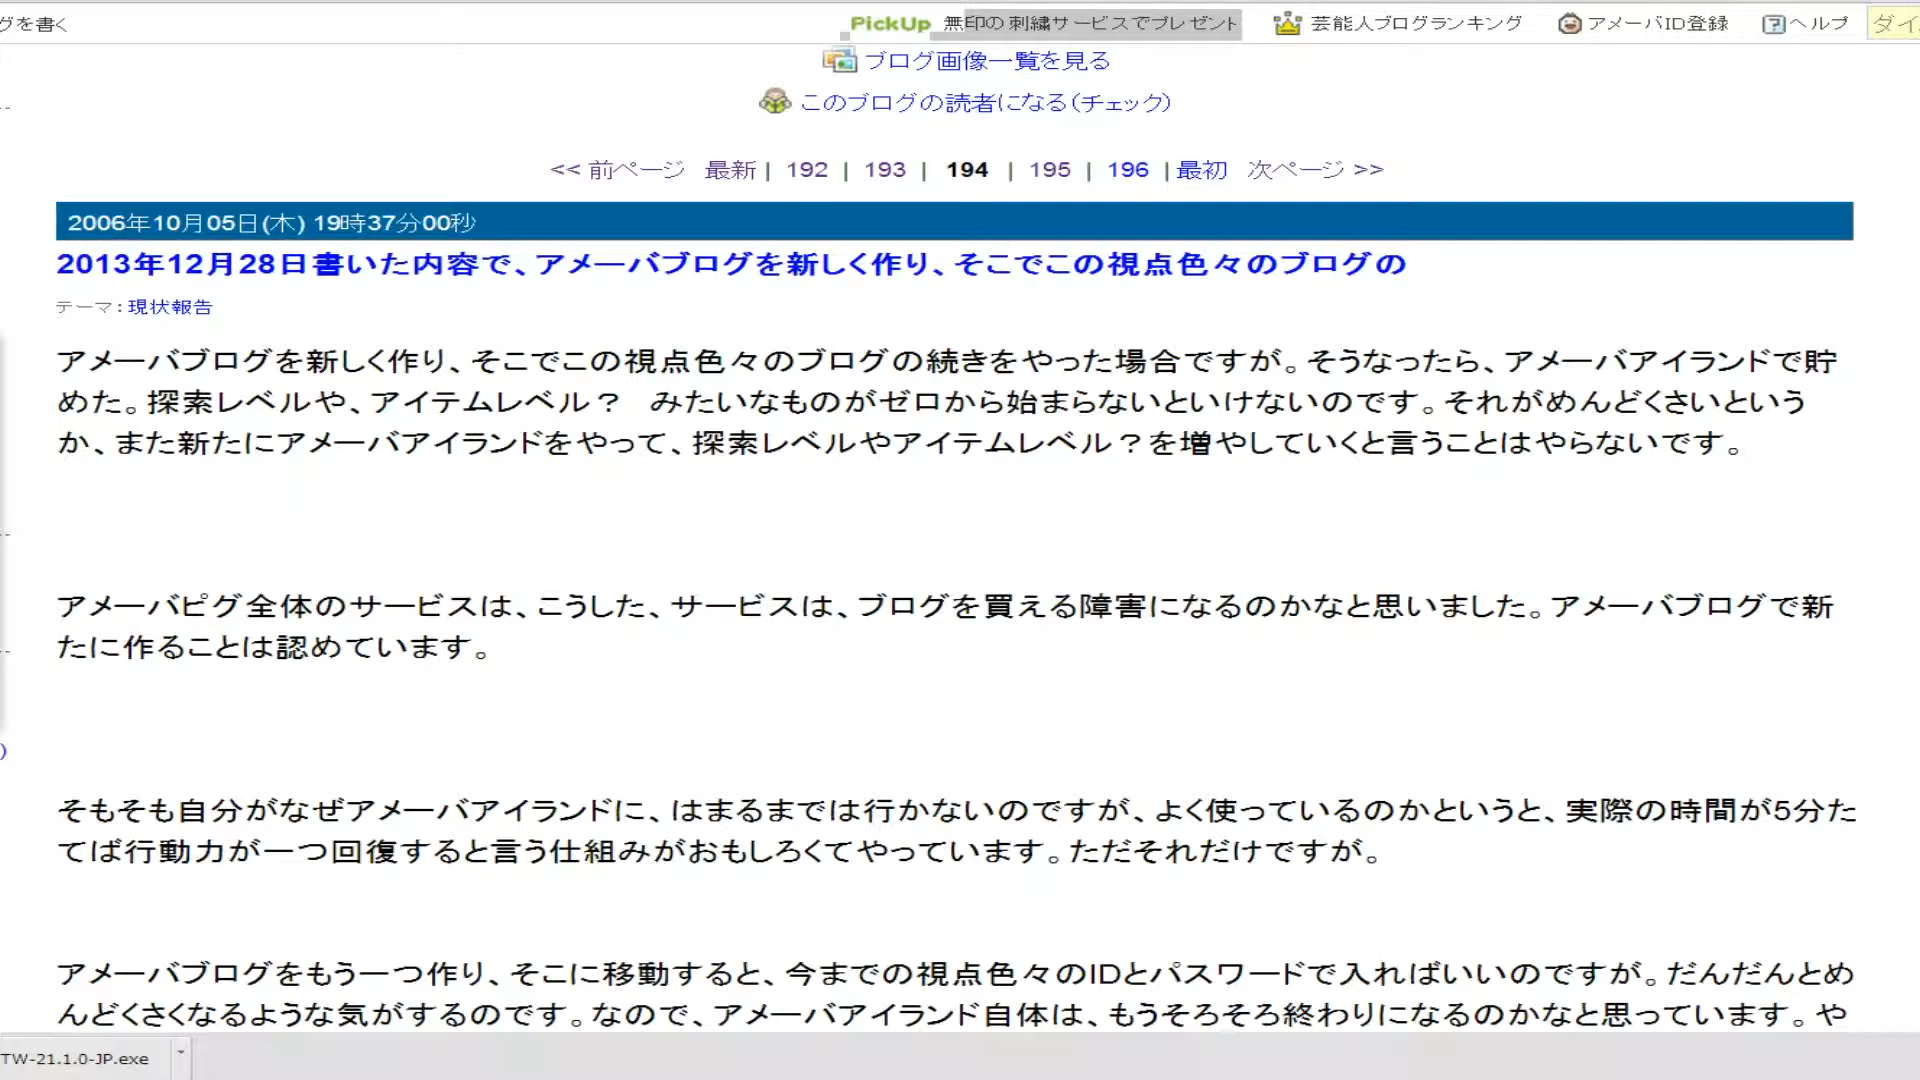 グを書く
PickUp 無印の刺繍サービスでプレゼント 芸能人ブログランキング アメーバID登録 ヘルプ ダイ
ブログ画像一覧を見る
このブログの読者になる(チェック)
<< 前ページ 最新 | 192 | 193 | 194 | 195 | 196 | 最初 次ページ >>
2006年10月05日(木) 19時37分00秒
2013年12月28日書いた内容で、アメーバブログを新しく作り、そこでこの視点色々のブログの
テーマ:現状報告
アメーバブログを新しく作り、そこでこの視点色々のブログの続きをやった場合ですが。そうなったら、アメーバアイランドで貯
めた。探索レベルや、アイテムレベル? みたいなものがゼロから始まらないといけないのです。それがめんどくさいという
か、また新たにアメーバアイランドをやって、探索レベルやアイテムレベル?を増やしていくと言うことはやらないです。
アメーバピグ全体のサービスは、こうした、サービスは、ブログを買える障害になるのかなと思いました。アメーバブログで新
たに作ることは認めています。
)
そもそも自分がなぜアメーバアイランドに、はまるまでは行かないのですが、よく使っているのかというと、実際の時間が5分た
てば行動力が一つ回復すると言う仕組みがおもしろくてやっています。ただそれだけですが。
アメーバブログをもう一つ作り、そこに移動すると、今までの視点色々のIDとパスワードで入ればいいのですが。だんだんとめ
んどくさくなるような気がするのです。なので、アメーバアイランド自体は、もうそろそろ終わりになるのかなと思っています。や
TW-21.1.0-JP.exe